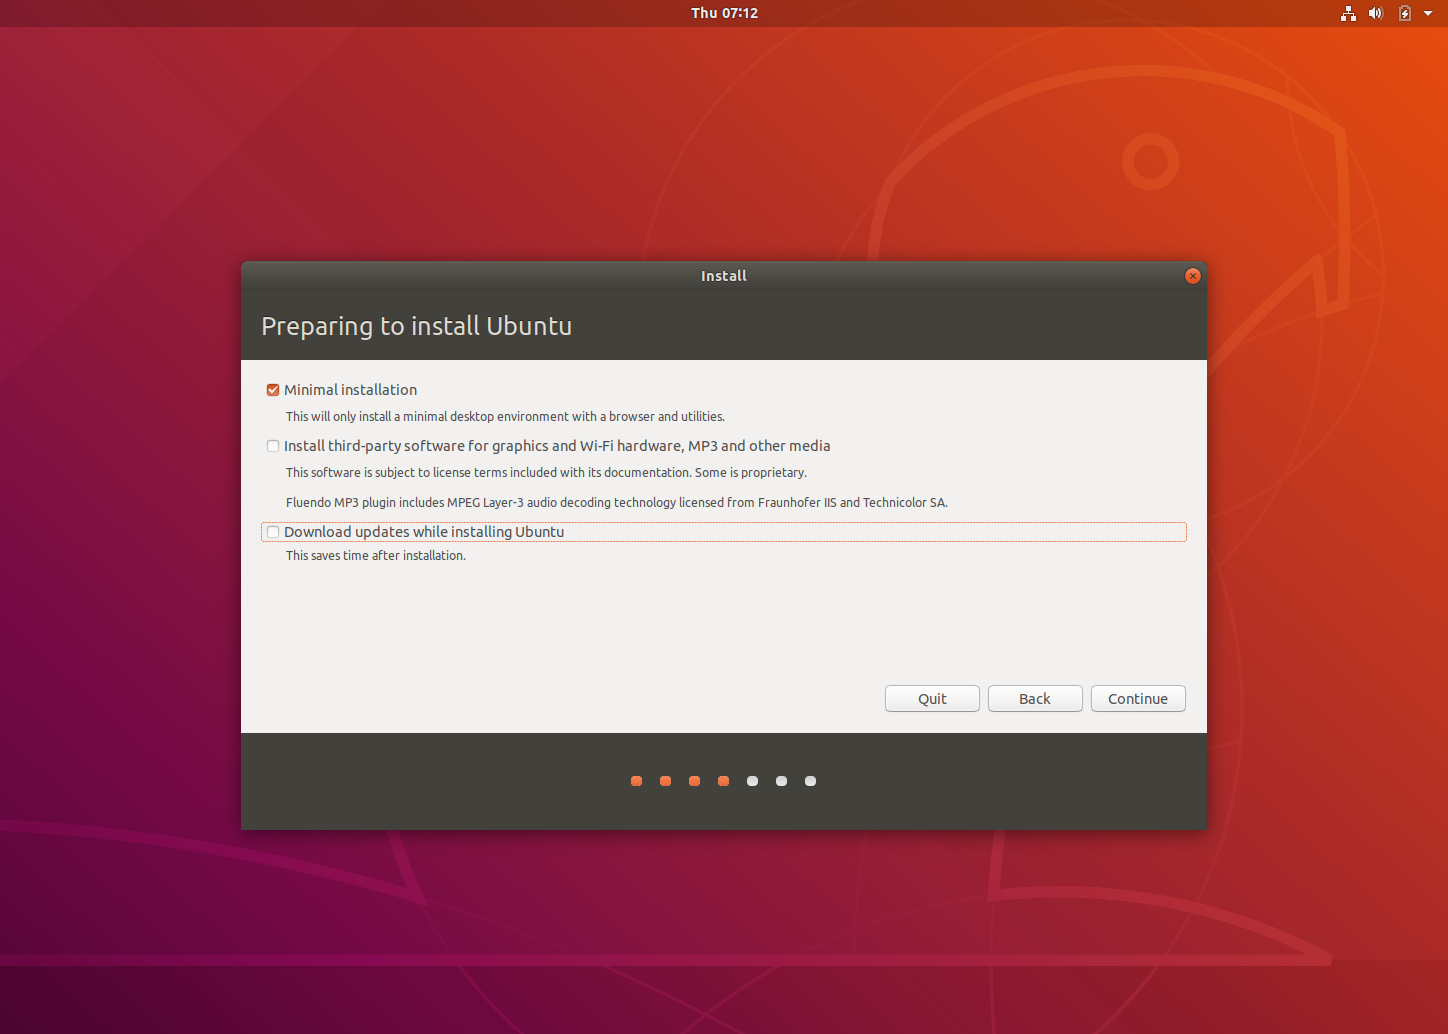 Thu 07:12
Install
Preparing to install Ubuntu
Minimal installation
This will only install a minimal desktop environment with a browser and utilities.
Install third-party software for graphics and Wi-Fi hardware, MP3 and other media
This software is subject to license terms included with its documentation. Some is proprietary.
Fluendo MP3 plugin includes MPEG Layer-3 audio decoding technology licensed from Fraunhofer IIS and Technicolor SA.
Download updates while installing Ubuntu
This saves time after installation.
Quit Back Continue